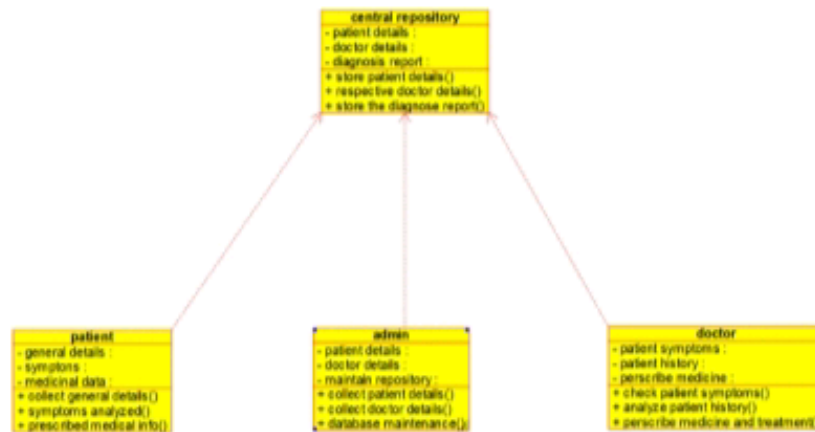 central repository
- patient details :
- doctor details :
- diagnosis report :
+ store patient details()
+ respective doctor details()
+ store the diagnose report()
patient
- general details :
- symptons :
- medicinal data :
+ collect general details()
+ symptoms analyzed()
+ prescribed medical info()
admin
- patient details :
- doctor details :
- maintain repository :
+ collect patient details()
+ collect doctor details()
+ database maintenance()
doctor
- patient symptoms :
- patient history :
- perscribe medicine :
+ check patient symptoms()
+ analyze patient history()
+ perscribe medicine and treatment()